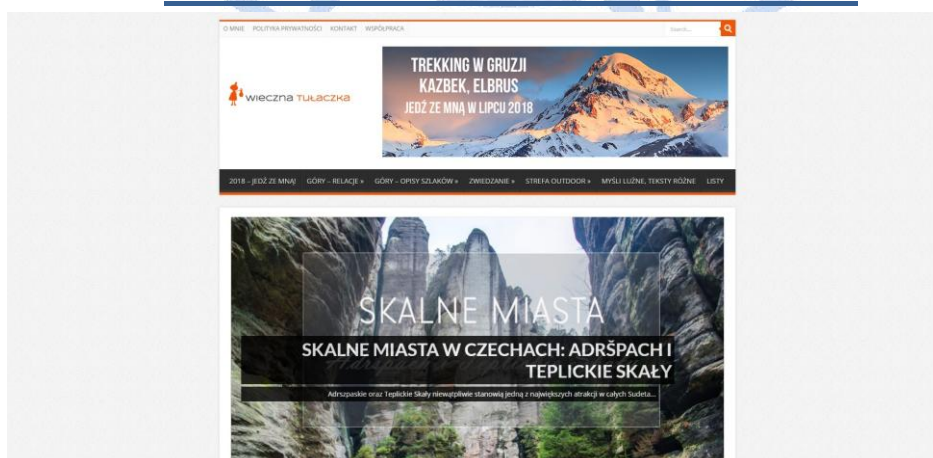 O MNIE POLITYKA PRYWATNOŚCI KONTAKT WSPÓŁPRACA Search...
TREKKING W GRUZJI
KAZBEK, ELBRUS
JEDŹ ZE MNĄ W LIPCU 2018
wieczna tułaczka
2018 – JEDŹ ZE MNĄ! GÓRY – RELACJE » GÓRY – OPISY SZLAKÓW » ZWIEDZANIE » STREFA OUTDOOR » MYŚLI LUŹNE, TEKSTY RÓŻNE LISTY
SKALNE MIASTA
SKALNE MIASTA W CZECHACH: ADRŠPACH I
TEPLICKIE SKAŁY
Adrszpaskie oraz Teplickie Skały niewątpliwie stanowią jedną z największych atrakcji w całych Sudeta...